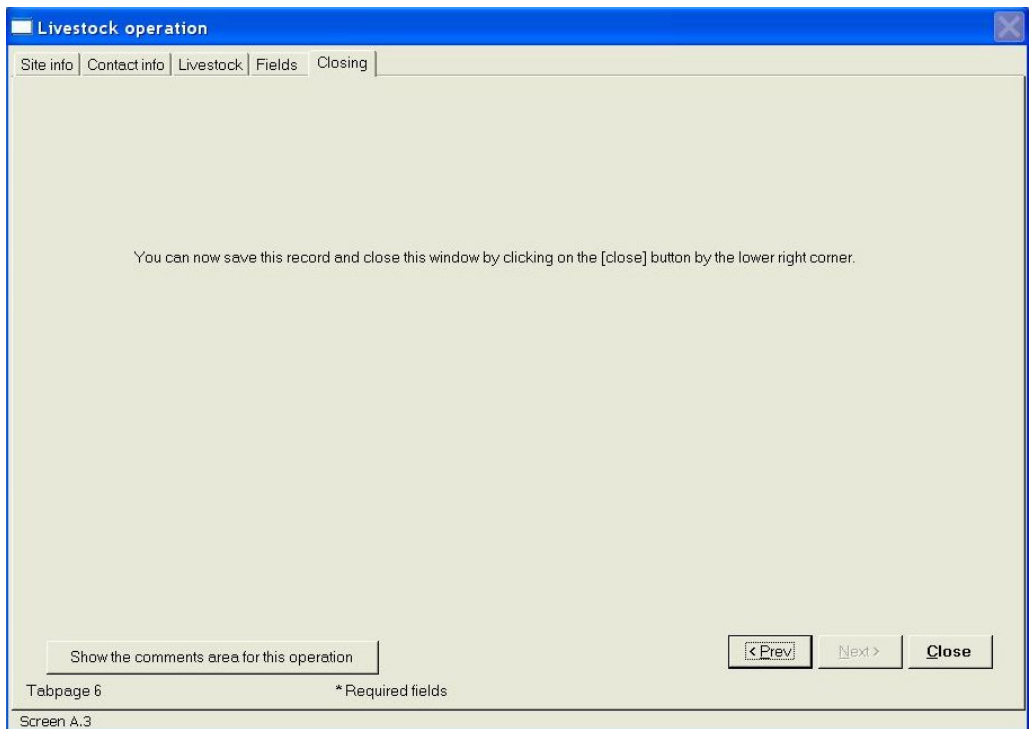 Livestock operation
Site info Contact info Livestock Fields Closing
You can now save this record and close this window by clicking on the [close] button by the lower right corner.
Show the comments area for this operation
< Prev Next > Close
Tabpage 6 * Required fields
Screen A.3